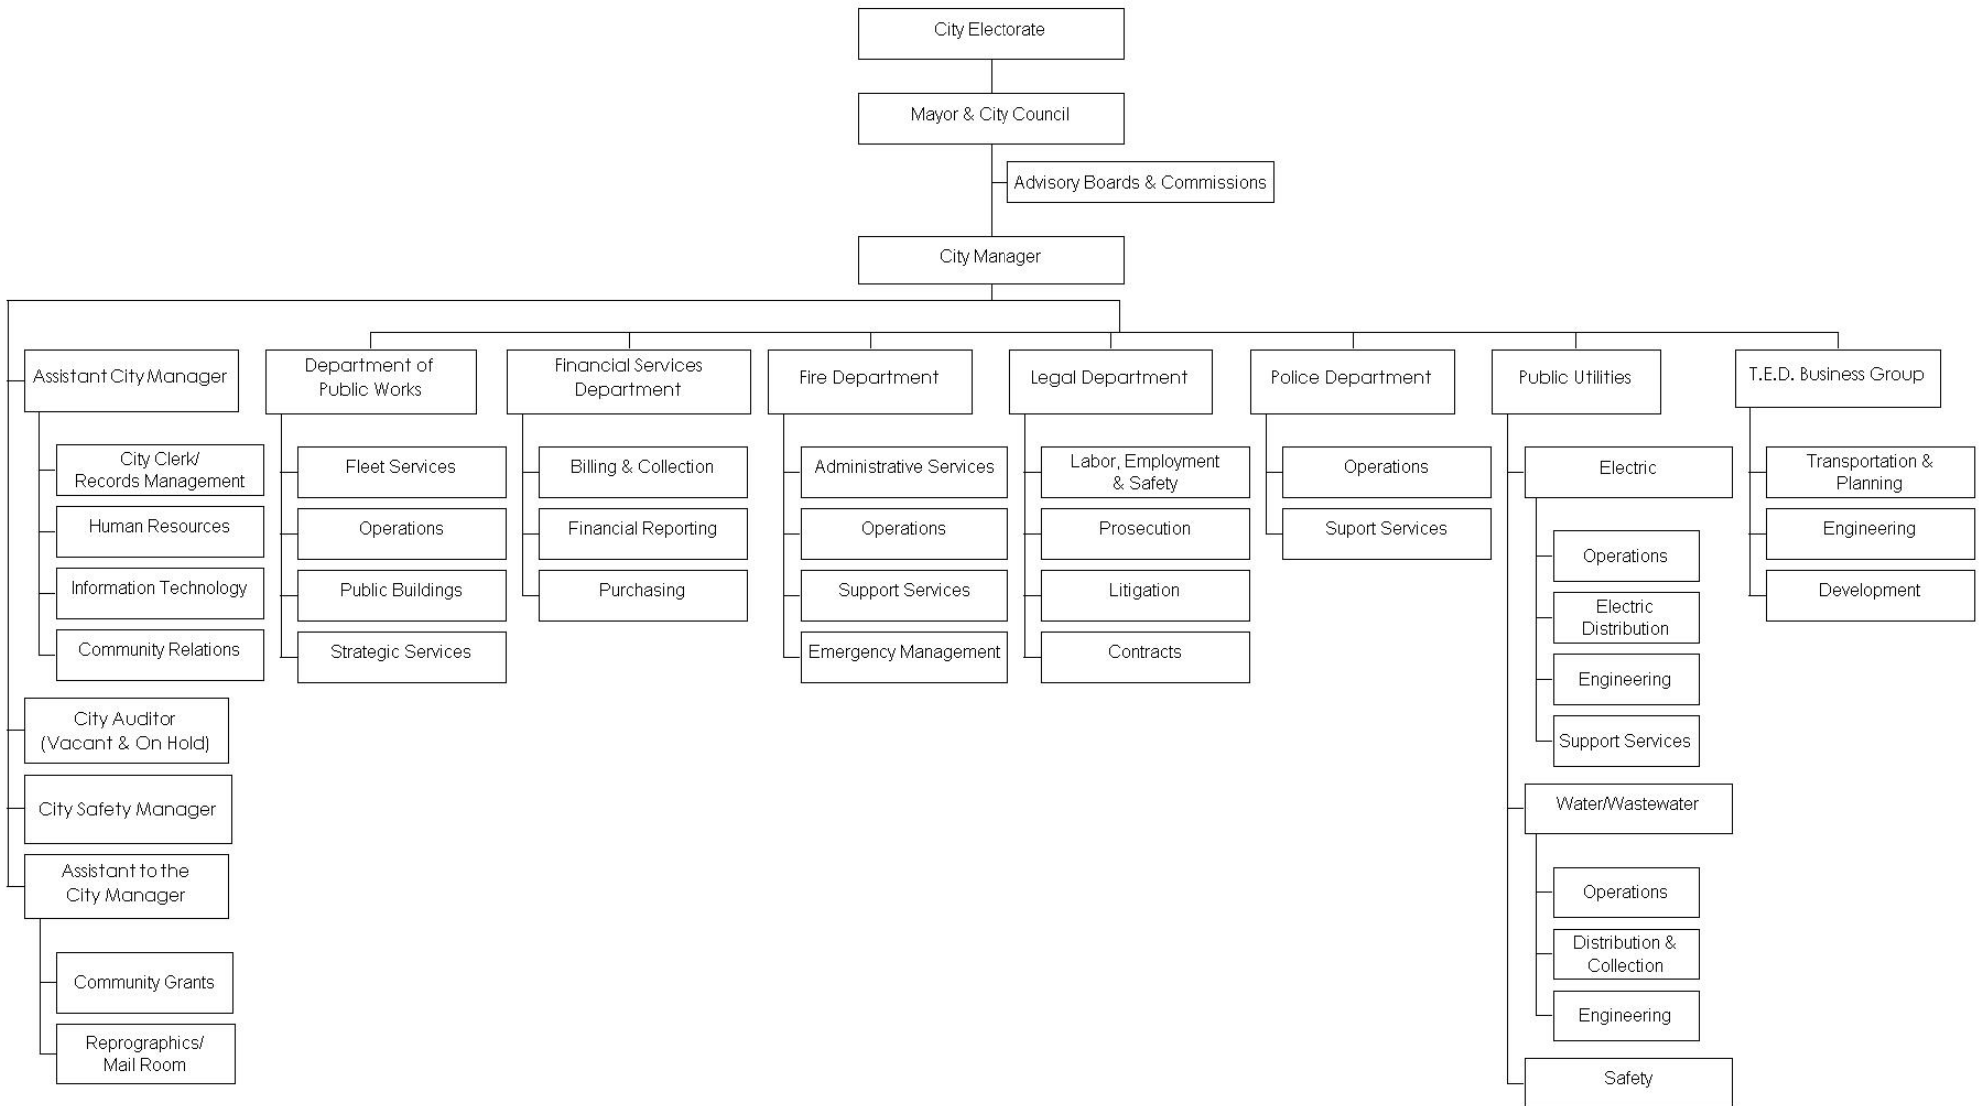 City Electorate
Mayor & City Council
Advisory Boards & Commissions
City Manager
Assistant City Manager
City Clerk/
Records Management
Human Resources
Information Technology
Community Relations
City Auditor
(Vacant & On Hold)
City Safety Manager
Assistant to the
City Manager
Community Grants
Reprographics/
Mail Room
Department of
Public Works
Fleet Services
Operations
Public Buildings
Strategic Services
Financial Services
Department
Billing & Collection
Financial Reporting
Purchasing
Fire Department
Administrative Services
Operations
Support Services
Emergency Management
Legal Department
Labor, Employment
& Safety
Prosecution
Litigation
Contracts
Police Department
Operations
Suport Services
Public Utilities
Electric
Operations
Electric
Distribution
Engineering
Support Services
Water/Wastewater
Operations
Distribution &
Collection
Engineering
Safety
T.E.D. Business Group
Transportation &
Planning
Engineering
Development